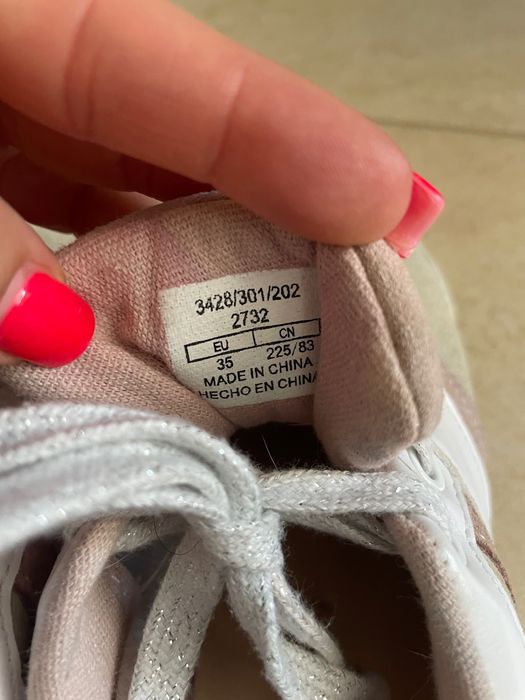 3428/301/202
2732
EU CN
35 225/83
MADE IN CHINA
HECHO EN CHINA